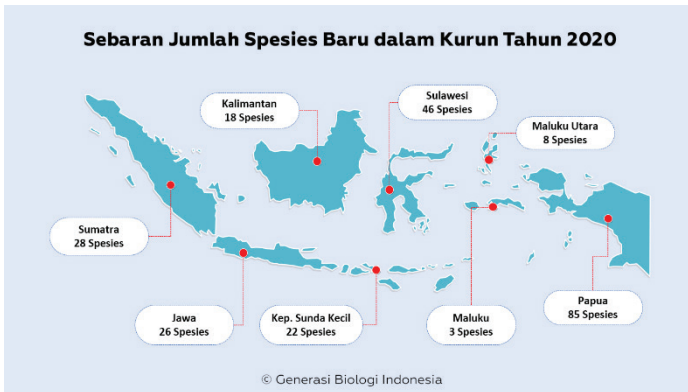 Sebaran Jumlah Spesies Baru dalam Kurun Tahun 2020
Sulawesi
46 Spesies
Kalimantan
18 Spesies
Maluku Utara
8 Spesies
Sumatra
28 Spesies
Jawa
26 Spesies
Kep. Sunda Kecil
22 Spesies
Maluku
3 Spesies
Papua
85 Spesies
© Generasi Biologi Indonesia